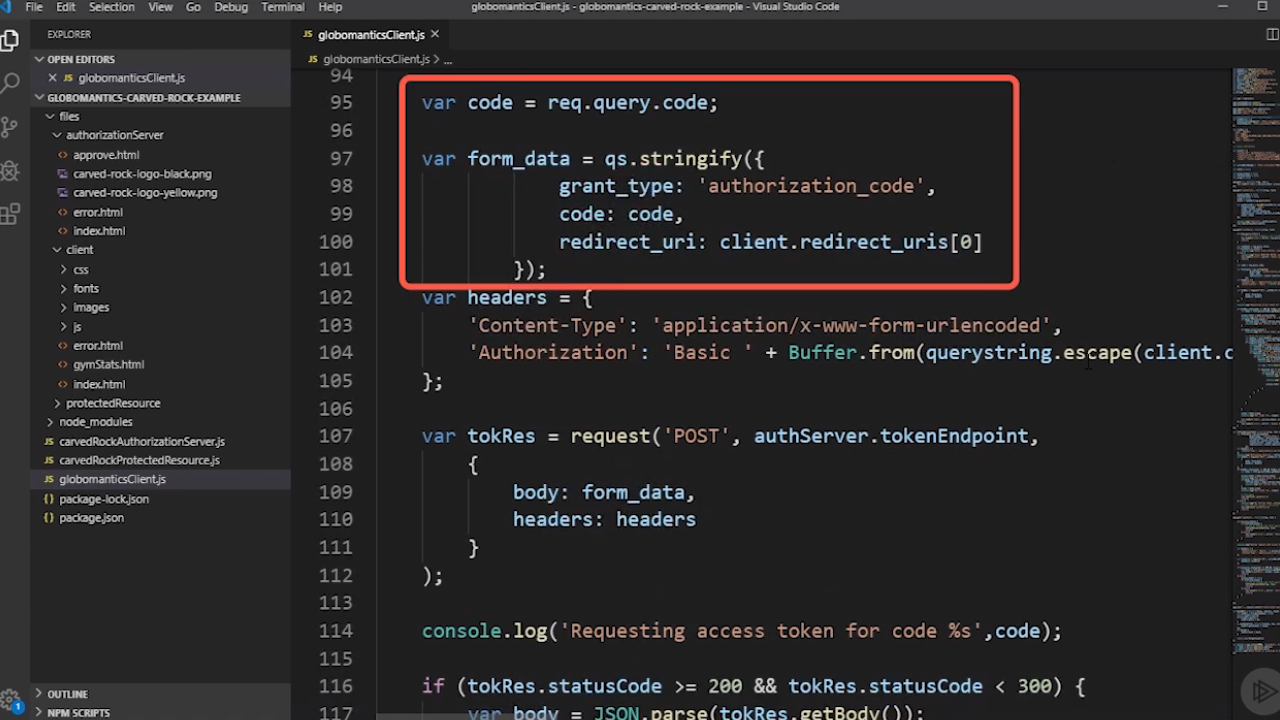 File Edit Selection View Go Debug Terminal Help
globomanticsClient.js - globomantics-carved-rock-example - Visual Studio Code
EXPLORER
OPEN EDITORS
globomanticsClient.js
GLOBOMANTICS-CARVED-ROCK-EXAMPLE
files
authorizationServer
approve.html
carved-rock-logo-black.png
carved-rock-logo-yellow.png
error.html
index.html
client
css
fonts
images
js
error.html
gymStats.html
index.html
protectedResource
node_modules
carvedRockAuthorizationServer.js
carvedRockProtectedResource.js
globomanticsClient.js
package-lock.json
package.json
OUTLINE
NPM SCRIPTS
1
globomanticsClient.js
globomanticsClient.js > ...
94
95 var code = req.query.code;
96
97 var form_data = qs.stringify({
98 grant_type: 'authorization_code',
99 code: code,
100 redirect_uri: client.redirect_uris[0]
101 });
102 var headers = {
103 'Content-Type': 'application/x-www-form-urlencoded',
104 'Authorization': 'Basic ' + Buffer.from(querystring.escape(client.c
105 };
106
107 var tokRes = request('POST', authServer.tokenEndpoint,
108 {
109 body: form_data,
110 headers: headers
111 }
112 );
113
114 console.log('Requesting access token for code %s',code);
115
116 if (tokRes.statusCode >= 200 && tokRes.statusCode < 300) {
117 var body = JSON.parse(tokRes.getBody());